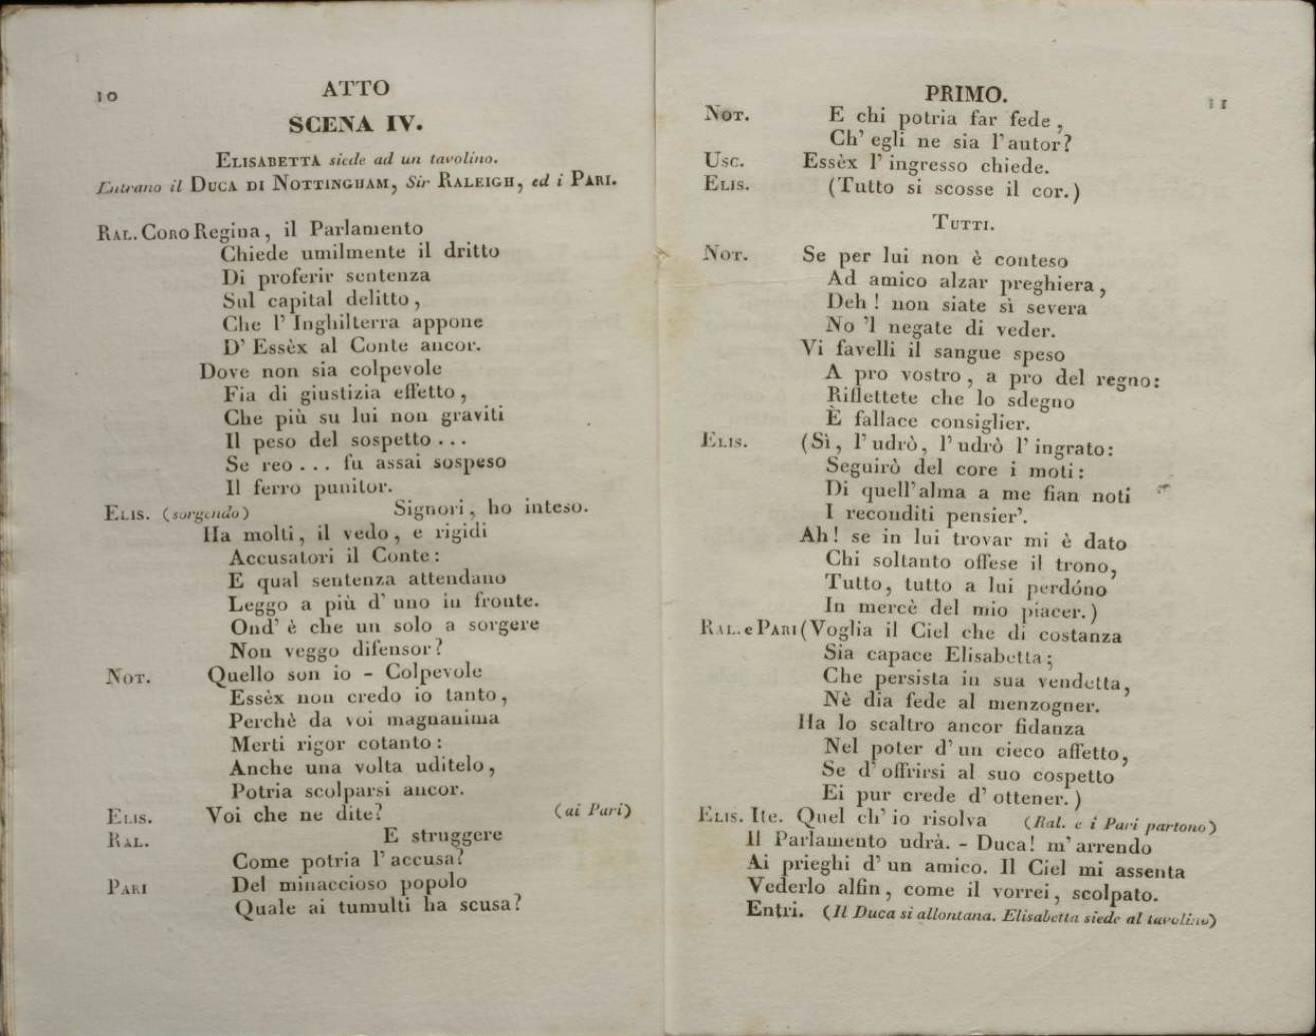 10
ATTO
SCENA IV.
ELISABETTA siede ad un tavolino.
Entrano il DUCA DI NOTTINGHAM, Sir RALEIGH, ed i PARI.
RAL. CORO Regina, il Parlamento
Chiede umilmente il dritto
Di proferir sentenza
Sul capital delitto,
Che l' Inghilterra appone
D' Essèx al Conte ancor.
Dove non sia colpevole
Fia di giustizia effetto,
Che più su lui non graviti
Il peso del sospetto...
Se reo... fu assai sospeso
Il ferro punitor.
ELIS. (sorgendo) Signori, ho inteso.
Ha molti, il vedo, e rigidi
Accusatori il Conte:
E qual sentenza attendano
Leggo a più d' uno in fronte.
Ond' è che un solo a sorgere
Non veggo difensor?
NOT. Quello son io - Colpevole
Essèx non credo io tanto,
Perchè da voi magnanima
Merti rigor cotanto:
Anche una volta uditelo,
Potria scolparsi ancor.
ELIS. Voi che ne dite? (ai Pari)
RAL. E struggere
Come potria l' accusa?
PARI Del minaccioso popolo
Quale ai tumulti ha scusa?
PRIMO.
11
NOT. E chi potria far fede,
Ch' egli ne sia l' autor?
USC. Essèx l' ingresso chiede.
ELIS. (Tutto si scosse il cor.)
TUTTI.
NOT. Se per lui non è conteso
Ad amico alzar preghiera,
Deh! non siate sì severa
No 'l negate di veder.
Vi favelli il sangue speso
A pro vostro, a pro del regno:
Riflettete che lo sdegno
È fallace consiglier.
ELIS. (Sì, l' udrò, l' udrò l' ingrato:
Seguirò del core i moti:
Di quell' alma a me fian noti
I reconditi pensier'.
Ah! se in lui trovar mi è dato
Chi soltanto offese il trono,
Tutto, tutto a lui perdóno
In mercè del mio piacer.)
RAL. e PARI (Voglia il Ciel che di costanza
Sia capace Elisabetta;
Che persista in sua vendetta,
Nè dia fede al menzogner.
Ha lo scaltro ancor fidanza
Nel poter d' un cieco affetto,
Se d' offrirsi al suo cospetto
Ei pur crede d' ottener.)
ELIS. Ite. Quel ch' io risolva (Ral. e i Pari partono)
Il Parlamento udrà. - Duca! m' arrendo
Ai prieghi d' un amico. Il Ciel mi assenta
Vederlo alfin, come il vorrei, scolpato.
Entri. (Il Duca si allontana. Elisabetta siede al tavolino)